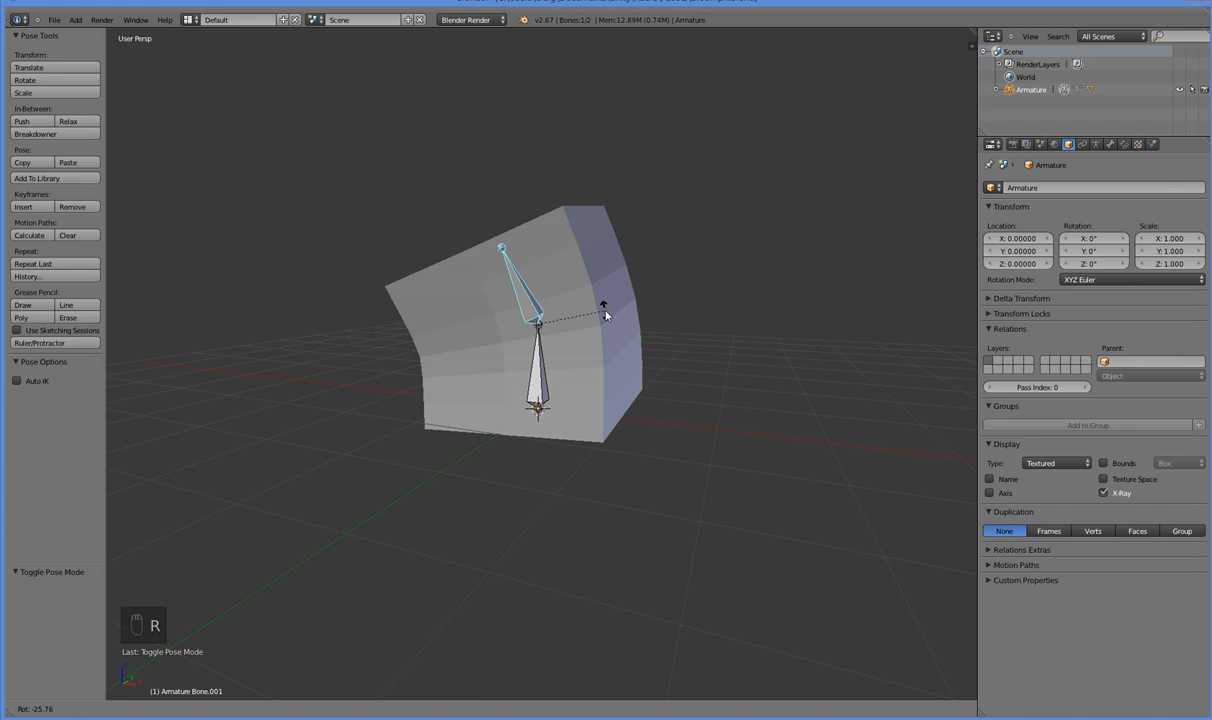 File Add Render Window Help Default Scene Blender Render v2.67 | Bones:1/2 | Mem:12.89M (0.74M) | Armature
Pose Tools
Transform:
Translate
Rotate
Scale
In-Between:
Push Relax
Breakdowner
Pose:
Copy Paste
Add To Library
Keyframes:
Insert Remove
Motion Paths:
Calculate Clear
Repeat:
Repeat Last
History...
Grease Pencil:
Draw Line
Poly Erase
Use Sketching Sessions
Ruler/Protractor
Pose Options
Auto IK
Toggle Pose Mode
User Persp
R
Last: Toggle Pose Mode
(1) Armature Bone.001
Rot: -25.76
View Search All Scenes
Scene
RenderLayers |
World
Armature |
Armature
Armature
Transform
Location: Rotation: Scale:
X: 0.00000 X: 0° X: 1.000
Y: 0.00000 Y: 0° Y: 1.000
Z: 0.00000 Z: 0° Z: 1.000
Rotation Mode: XYZ Euler
Delta Transform
Transform Locks
Relations
Layers: Parent:
Object
Pass Index: 0
Groups
Add to Group
Display
Type: Textured Bounds Box
Name Texture Space
Axis X-Ray
Duplication
None Frames Verts Faces Group
Relations Extras
Motion Paths
Custom Properties